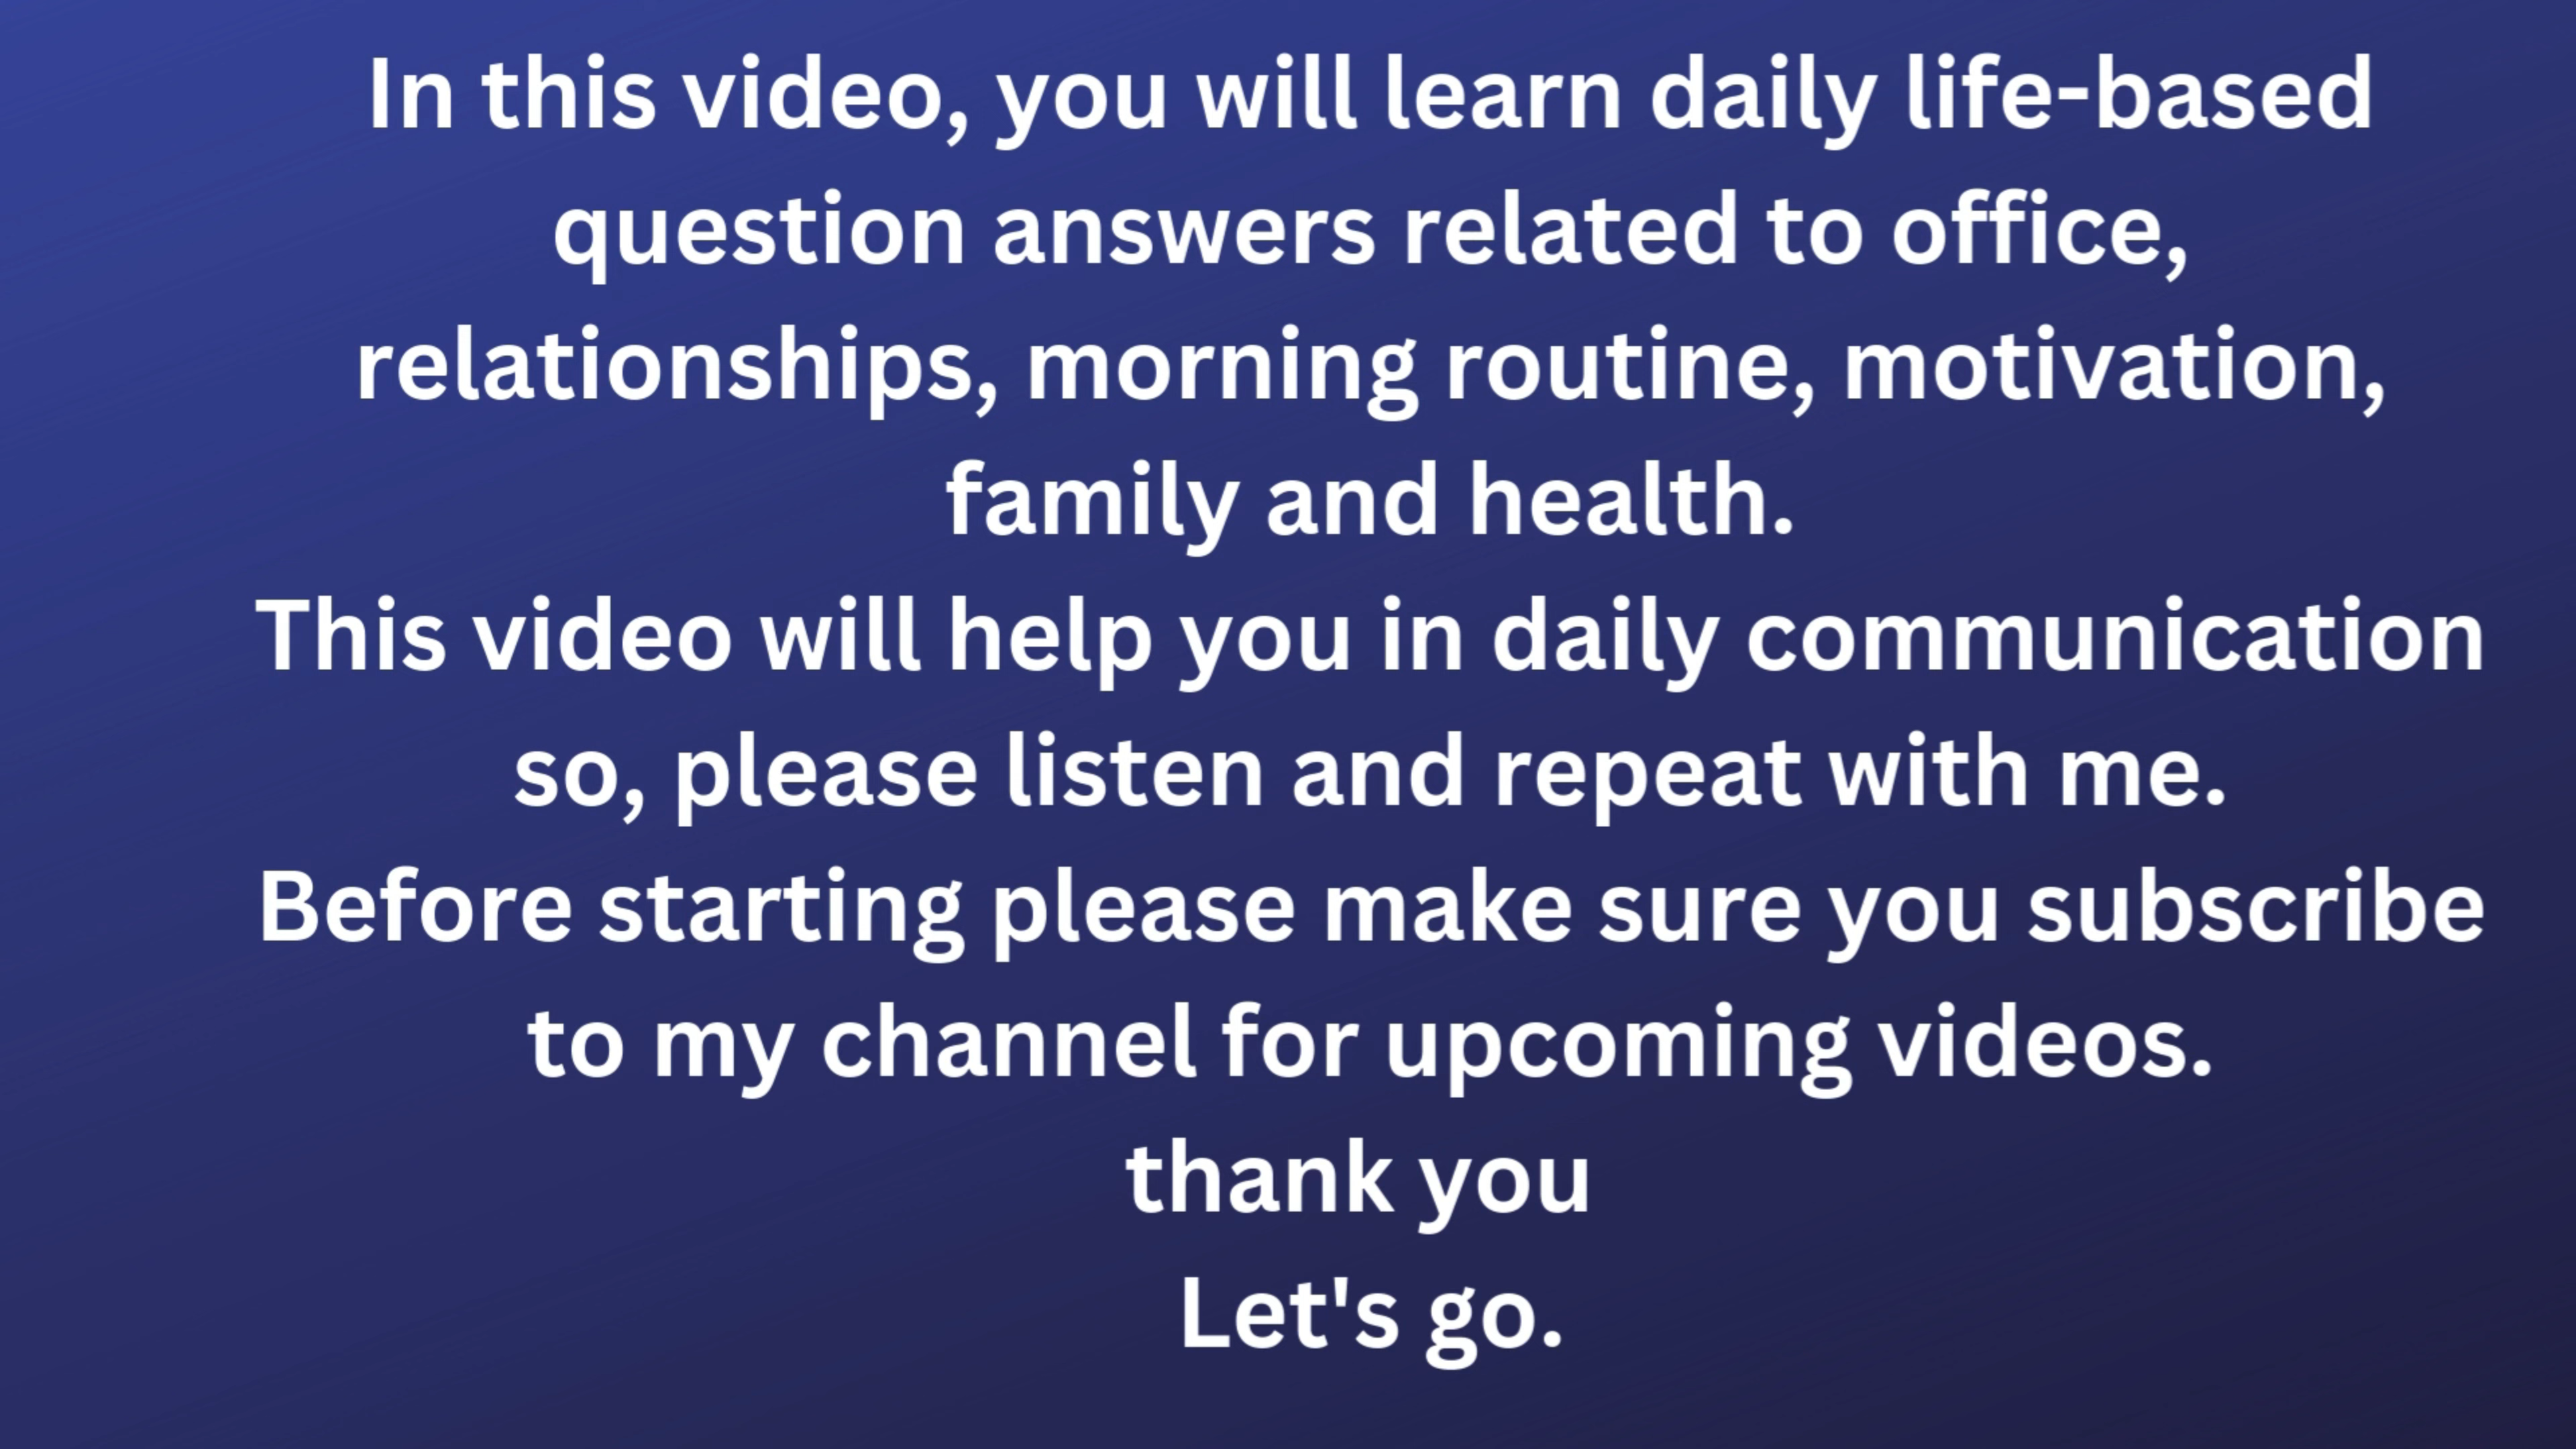 In this video, you will learn daily life-based
question answers related to office,
relationships, morning routine, motivation,
family and health.
This video will help you in daily communication
so, please listen and repeat with me.
Before starting please make sure you subscribe
to my channel for upcoming videos.
thank you
Let's go.